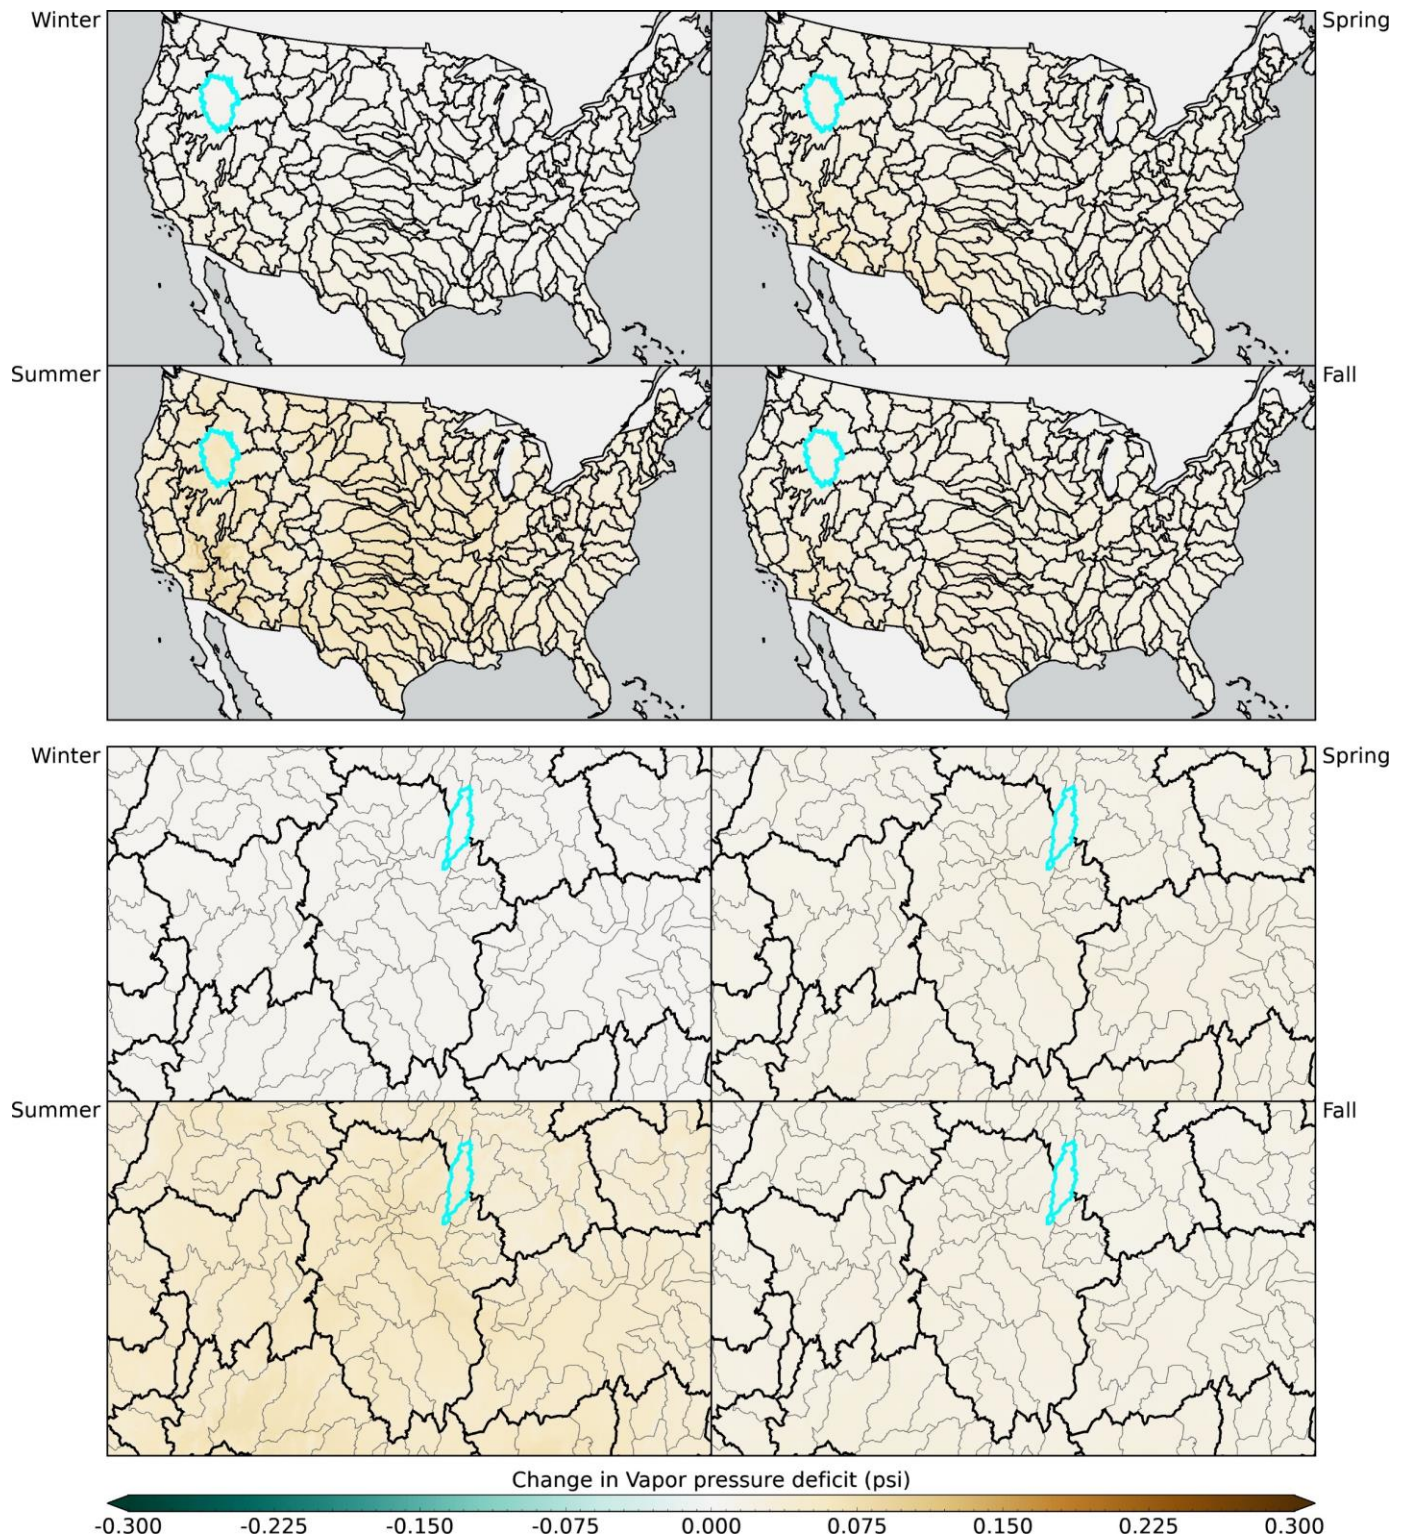 Winter
Spring
Summer
Fall
Winter
Spring
Summer
Fall
Change in Vapor pressure deficit (psi)
-0.300 -0.225 -0.150 -0.075 0.000 0.075 0.150 0.225 0.300